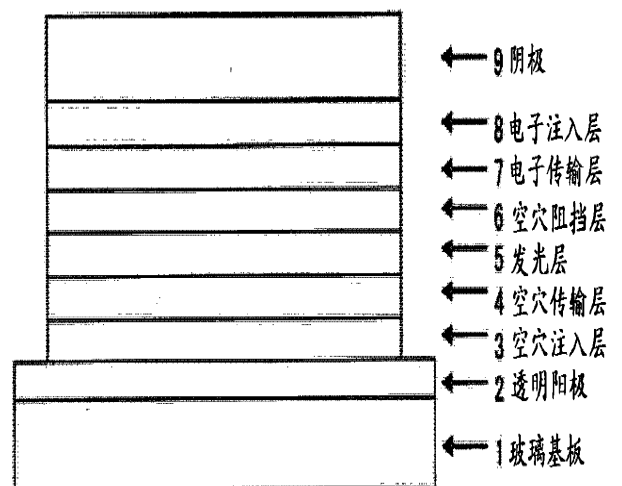 9阴极
8电子注入层
7电子传输层
6空穴阻挡层
5发光层
4空穴传输层
3空穴注入层
2透明阳极
1玻璃基板